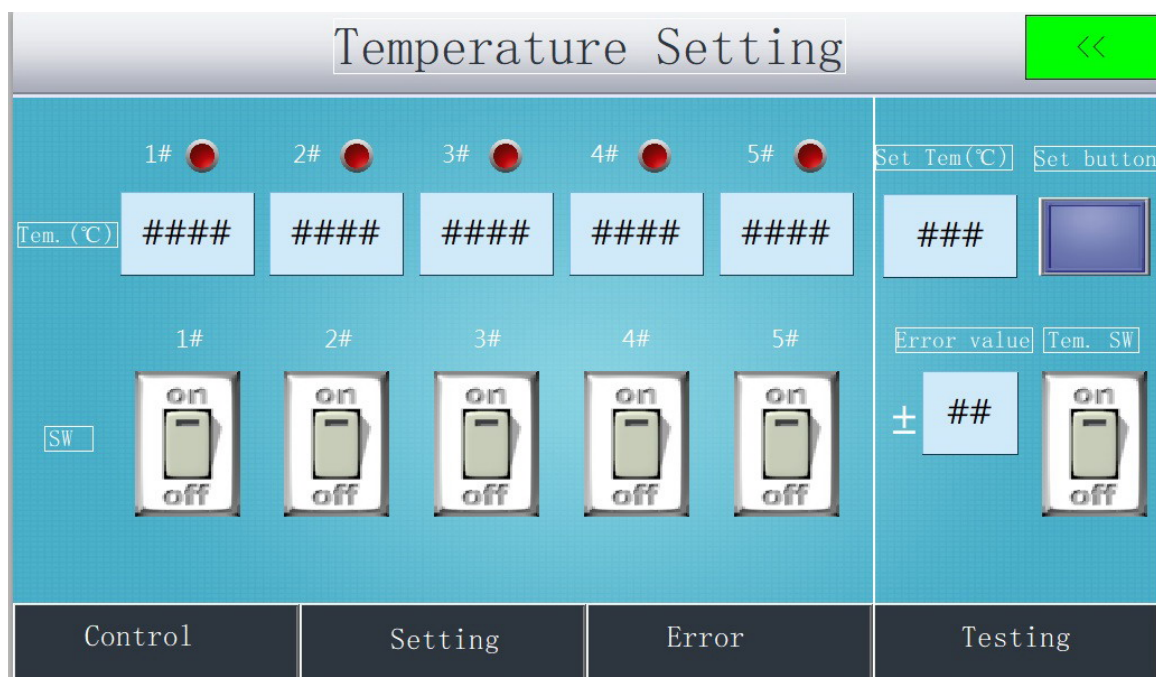 Temperature Setting <<
1# 2# 3# 4# 5# Set Tem(℃) Set button
Tem.(℃) #### #### #### #### #### ###
1# 2# 3# 4# 5# Error value Tem. SW
on on on on on on
SW ± ##
off off off off off off
Control Setting Error Testing